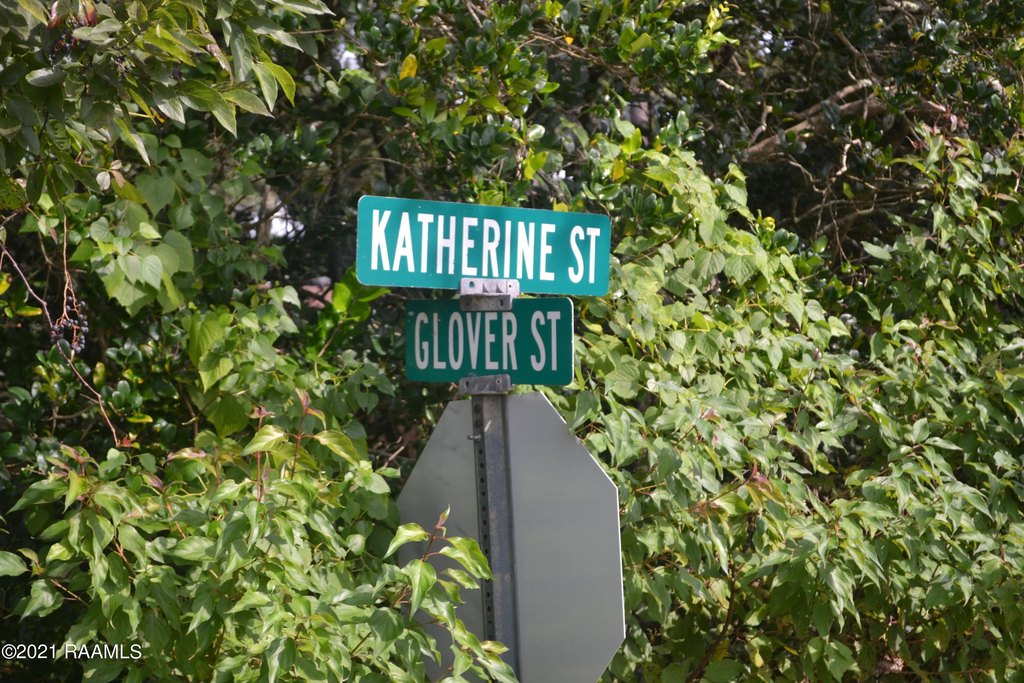 KATHERINE ST
GLOVER ST
©2021 RAAMLS